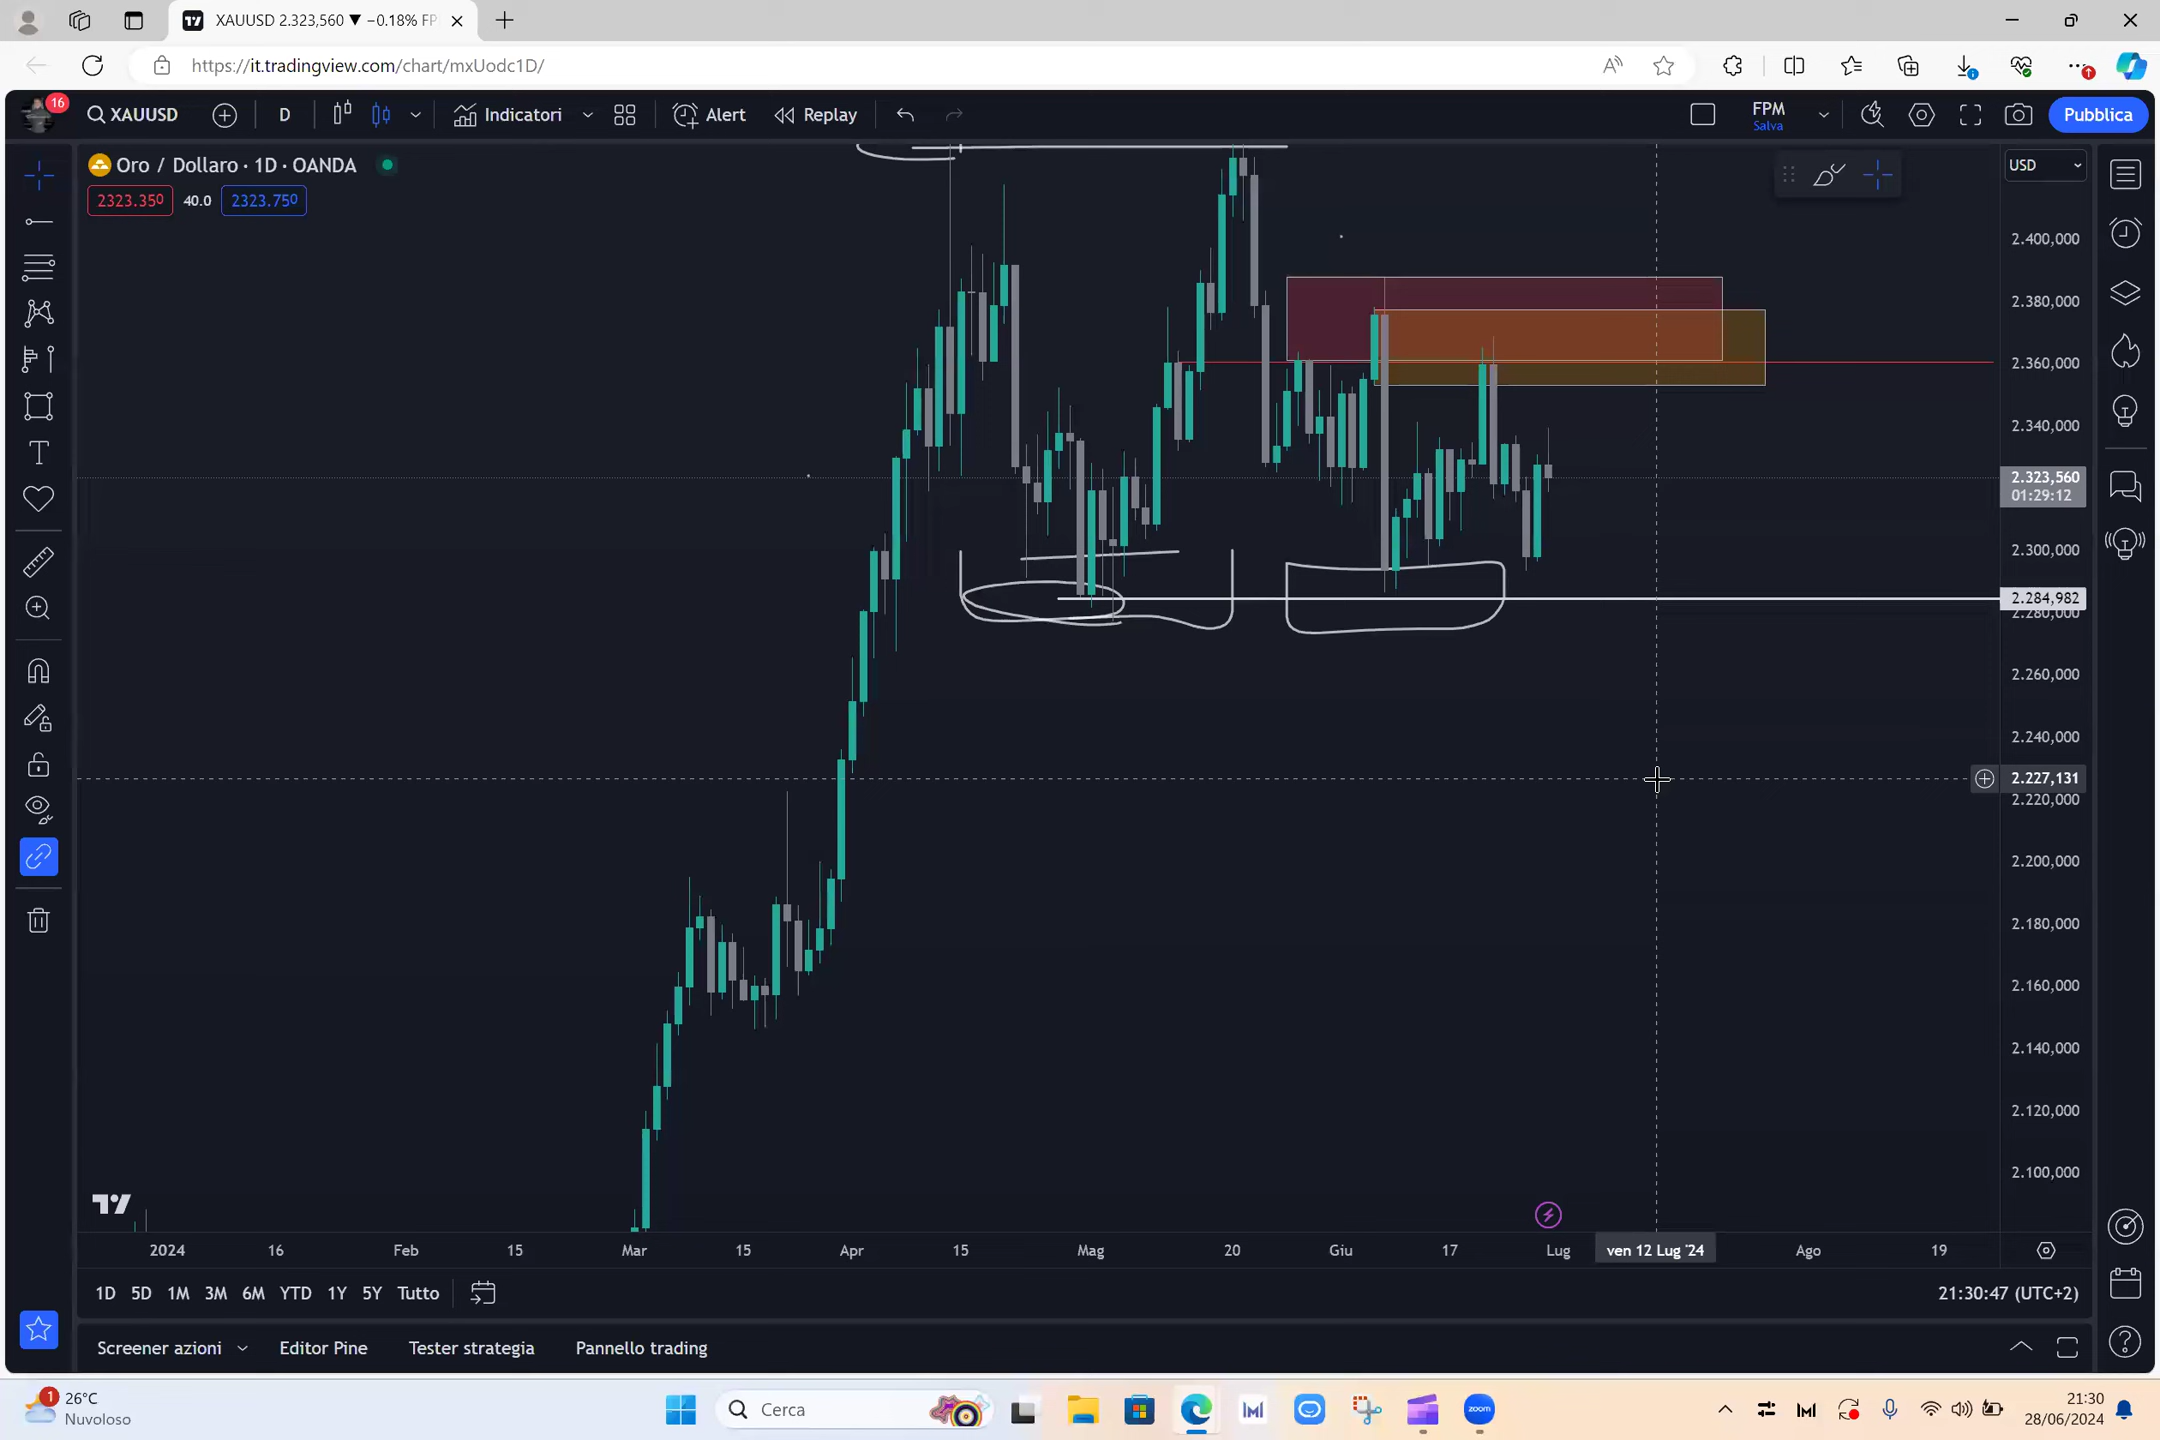 XAUUSD 2.323,560 ▼ −0.18% FP
https://it.tradingview.com/chart/mxUodc1D/
16
XAUUSD
D
Indicatori
Alert
Replay
FPM
Salva
Pubblica
Oro / Dollaro · 1D · OANDA
USD
2323.350
40.0
2323.750
2.400,000
2.380,000
2.360,000
2.340,000
2.323,560
01:29:12
2.300,000
2.284,982
2.280,000
2.260,000
2.240,000
2.227,131
2.220,000
2.200,000
2.180,000
2.160,000
2.140,000
2.120,000
2.100,000
2024
16
Feb
15
Mar
15
Apr
15
Mag
20
Giu
17
Lug
ven 12 Lug '24
Ago
19
1D
5D
1M
3M
6M
YTD
1Y
5Y
Tutto
21:30:47 (UTC+2)
Screener azioni
Editor Pine
Tester strategia
Pannello trading
1
26°C
Nuvoloso
Cerca
zoom
21:30
28/06/2024